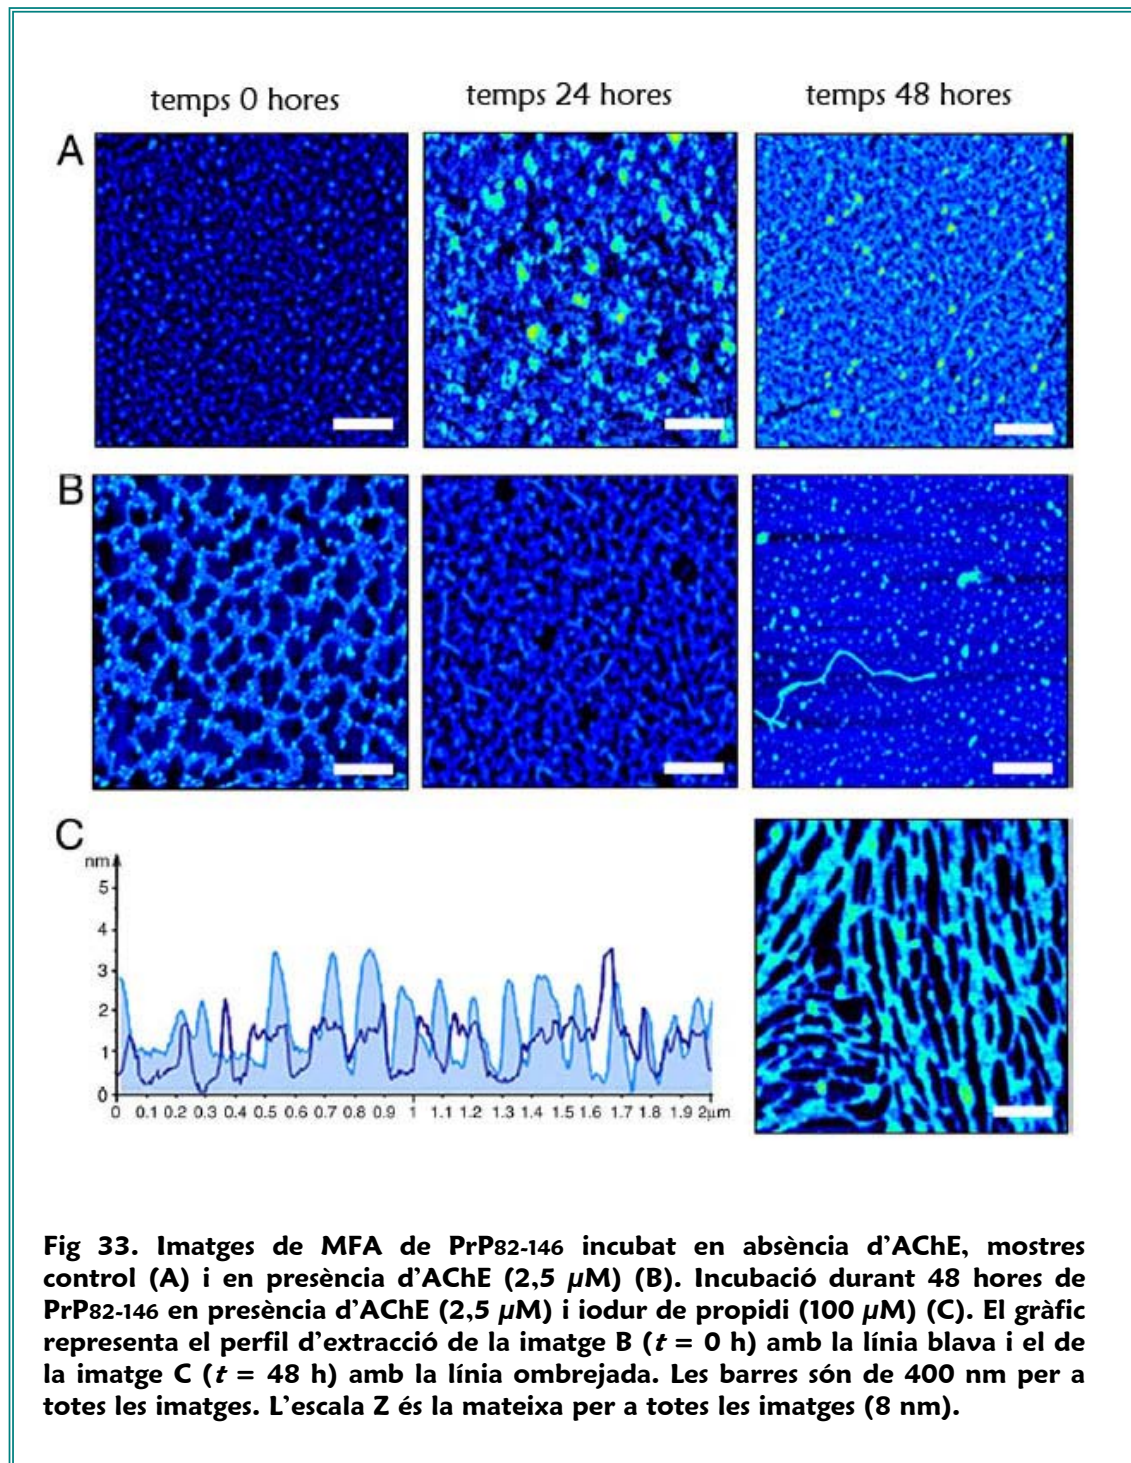 temps 0 hores
temps 24 hores
temps 48 hores
A
B
C
nm
5
4
3
2
1
0
0 0.1 0.2 0.3 0.4 0.5 0.6 0.7 0.8 0.9 1 1.1 1.2 1.3 1.4 1.5 1.6 1.7 1.8 1.9 2µm
Fig 33. Imatges de MFA de PrP82-146 incubat en absència d'AChE, mostres
control (A) i en presència d'AChE (2,5 µM) (B). Incubació durant 48 hores de
PrP82-146 en presència d'AChE (2,5 µM) i iodur de propidi (100 µM) (C). El gràfic
representa el perfil d'extracció de la imatge B (t = 0 h) amb la línia blava i el de
la imatge C (t = 48 h) amb la línia ombrejada. Les barres són de 400 nm per a
totes les imatges. L'escala Z és la mateixa per a totes les imatges (8 nm).